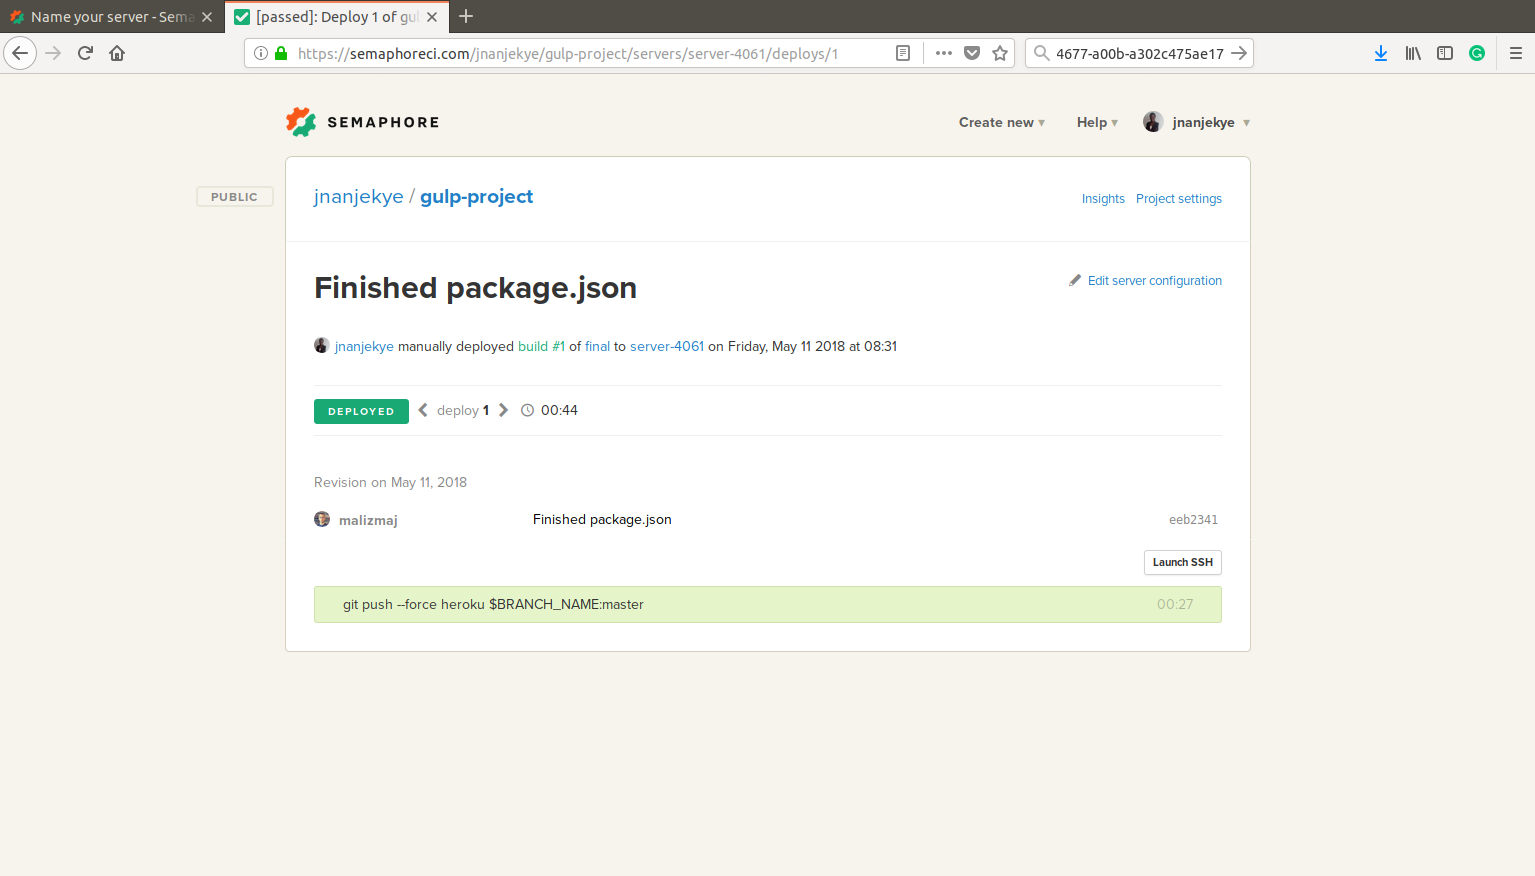 Name your server - Sema
[passed]: Deploy 1 of gul
https://semaphoreci.com/jnanjekye/gulp-project/servers/server-4061/deploys/1
4677-a00b-a302c475ae17
SEMAPHORE
Create new
Help
jnanjekye
PUBLIC
jnanjekye / gulp-project
Insights
Project settings
Finished package.json
Edit server configuration
jnanjekye manually deployed build #1 of final to server-4061 on Friday, May 11 2018 at 08:31
DEPLOYED
deploy 1
00:44
Revision on May 11, 2018
malizmaj
Finished package.json
eeb2341
Launch SSH
git push --force heroku $BRANCH_NAME:master
00:27